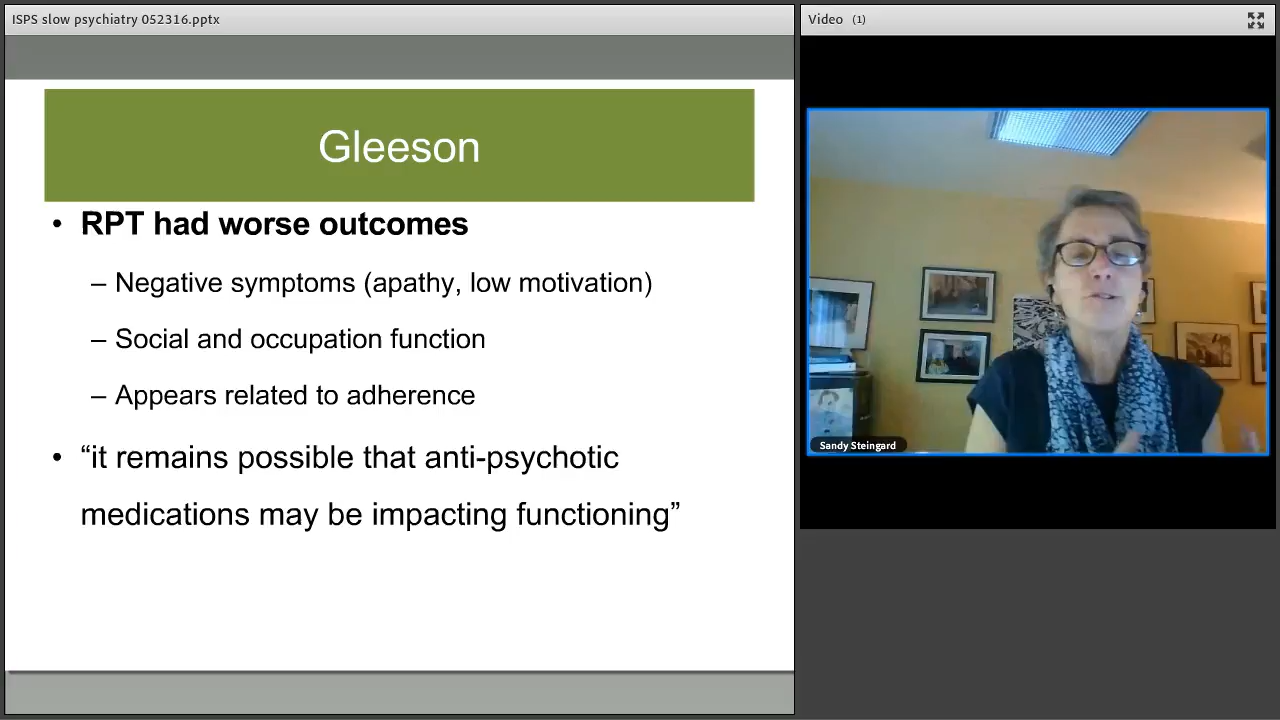 ISPS slow psychiatry 052316.pptx
Video (1)
Gleeson
• RPT had worse outcomes
– Negative symptoms (apathy, low motivation)
– Social and occupation function
– Appears related to adherence
• “it remains possible that anti-psychotic
medications may be impacting functioning”
Sandy Steingard